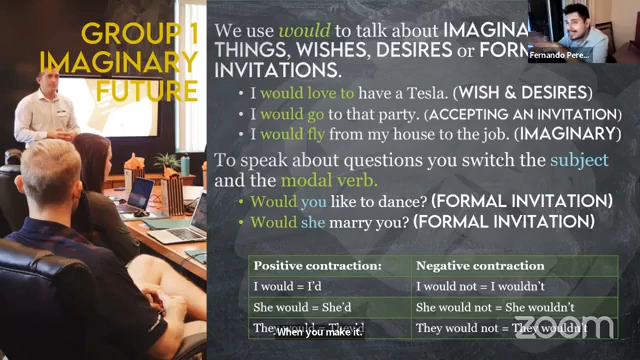 GROUP 1
IMAGINARY
FUTURE
We use would to talk about
THINGS, WISHES, DESIRES or
INVITATIONS.
• I would love to have a Tesla. (WISH & DESIRES)
• I would go to that party. (ACCEPTING AN INVITATION)
• I would fly from my house to the job. (IMAGINARY)
To speak about questions you switch the subject
and the modal verb.
• Would you like to dance? (FORMAL INVITATION)
• Would she marry you? (FORMAL INVITATION)
Positive contraction: Negative contraction
I would = I'd I would not = I wouldn't
She would = She'd She would not = She wouldn't
They would = They'd They would not = They wouldn't
Fernando Pere...
When you make it.
zoom